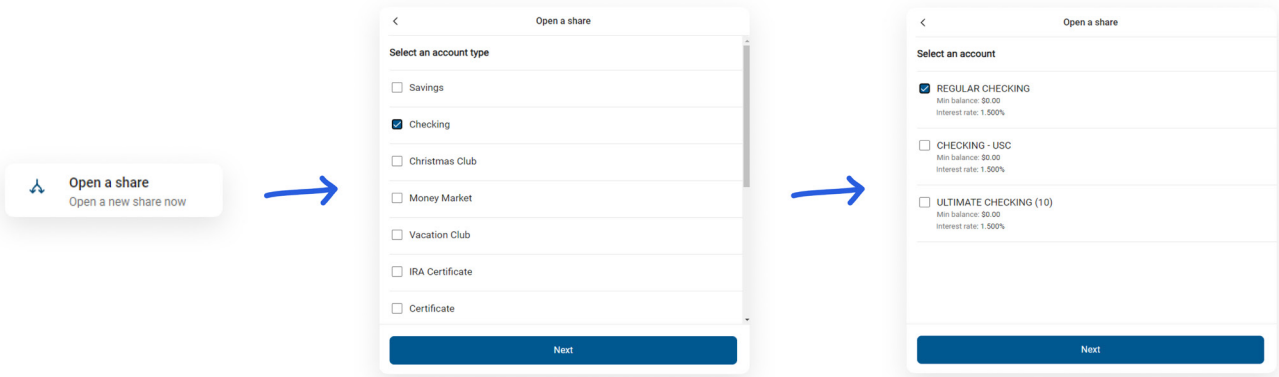 Open a share
Open a new share now
Open a share
Select an account type
Savings
Checking
Christmas Club
Money Market
Vacation Club
IRA Certificate
Certificate
Next
Open a share
Select an account
REGULAR CHECKING
Min balance: $0.00
Interest rate: 1.500%
CHECKING - USC
Min balance: $0.00
Interest rate: 1.500%
ULTIMATE CHECKING (10)
Min balance: $0.00
Interest rate: 1.500%
Next